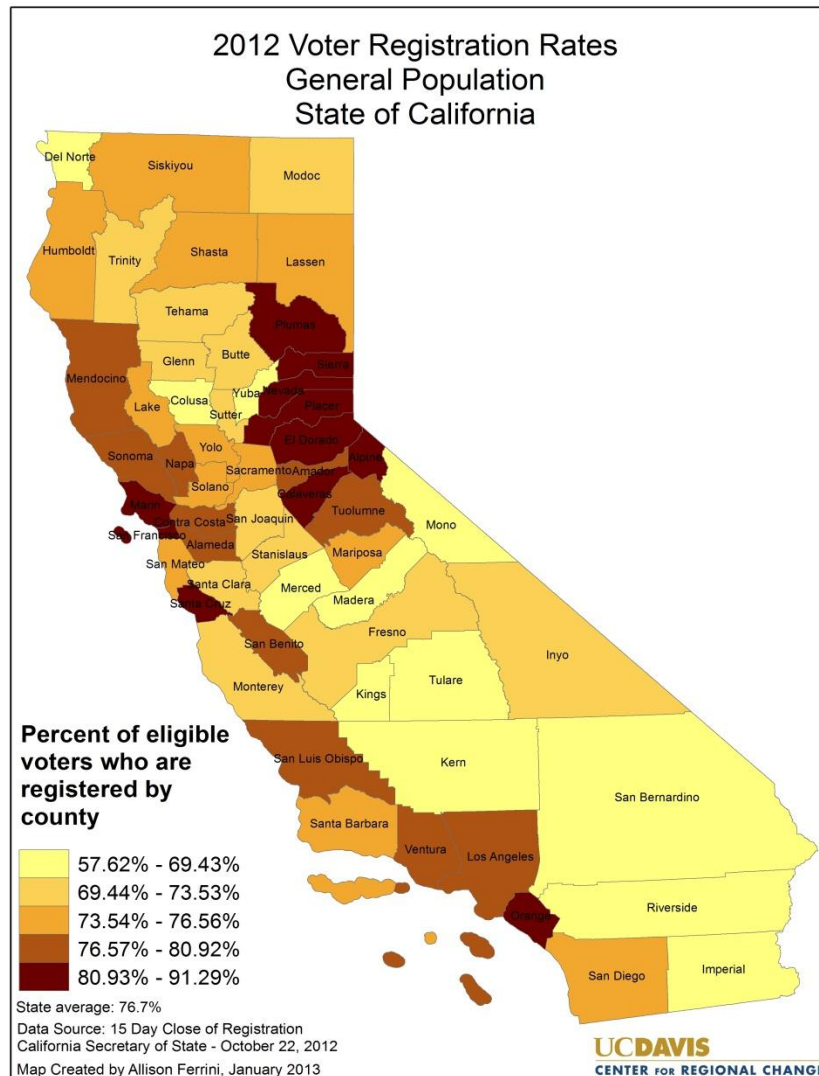 2012 Voter Registration Rates
General Population
State of California
Del Norte
Siskiyou
Modoc
Humboldt
Trinity
Shasta
Lassen
Tehama
Plumas
Glenn
Butte
Sierra
Mendocino
Colusa
Yuba
Nevada
Lake
Sutter
Placer
El Dorado
Sonoma
Napa
Yolo
Sacramento
Amador
Alpine
Solano
Calaveras
Marin
Contra Costa
San Joaquin
Tuolumne
Mono
San Francisco
Alameda
San Mateo
Stanislaus
Mariposa
Santa Clara
Merced
Madera
Santa Cruz
Fresno
San Benito
Inyo
Monterey
Kings
Tulare
San Luis Obispo
Kern
San Bernardino
Santa Barbara
Ventura
Los Angeles
Orange
Riverside
San Diego
Imperial
Percent of eligible
voters who are
registered by
county
57.62% - 69.43%
69.44% - 73.53%
73.54% - 76.56%
76.57% - 80.92%
80.93% - 91.29%
State average: 76.7%
Data Source: 15 Day Close of Registration
California Secretary of State - October 22, 2012
Map Created by Allison Ferrini, January 2013
UCDAVIS
CENTER FOR REGIONAL CHANGE